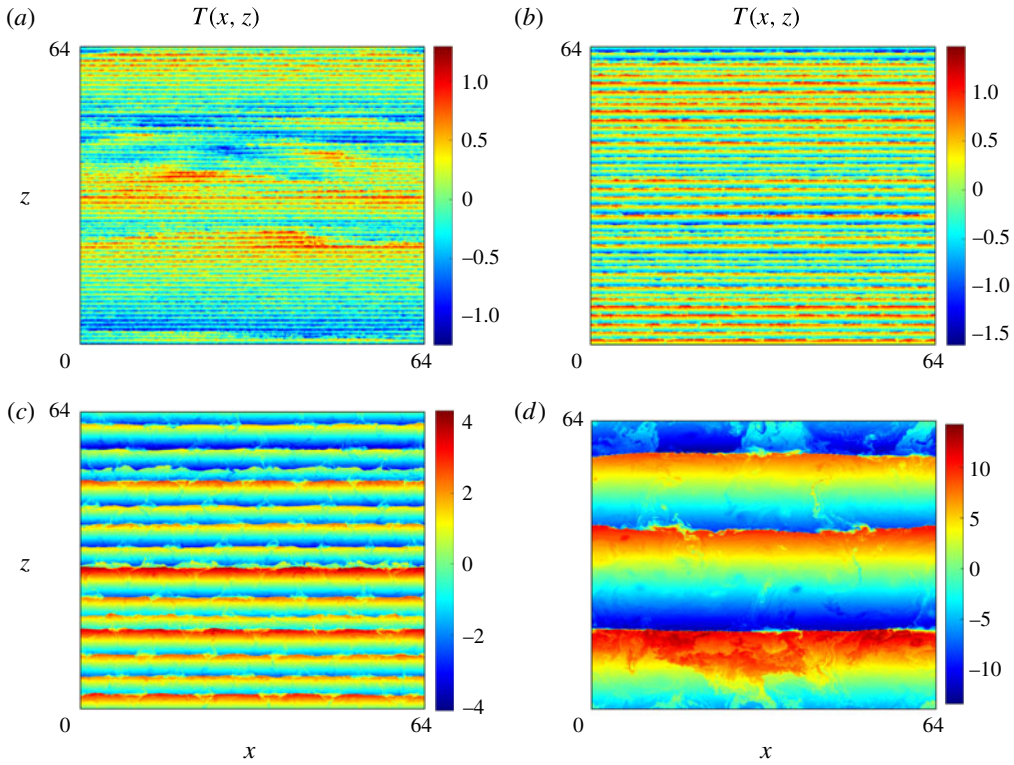 (a) T(x, z) (b) T(x, z)
64 64
1.0 1.0
0.5 0.5
z 0 0
–0.5 –0.5
–1.0 –1.0
–1.5
0 64 0 64
(c) 64 4 (d) 64
2 10
5
z 0 0
–2 –5
–4 –10
0 64 0 64
x x